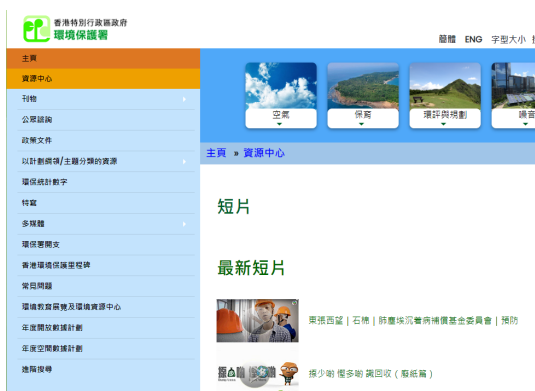 香港特別行政區政府
環境保護署
簡體 ENG 字型大小
主頁
資源中心
刊物
公眾諮詢
政策文件
以計劃綱領/主題分類的資源
環保統計數字
特寫
多媒體
環保署開支
香港環境保護里程碑
常見問題
環境教育展覽及環境資源中心
年度開放數據計劃
年度空間數據計劃
進階搜尋
空氣
保育
環評與規劃
噪音
主頁 » 資源中心
短片
最新短片
東張西望 | 石棉 | 肺塵埃沉着病補償基金委員會 | 預防
揼少啲 慳多啲 識回收（廢紙篇）